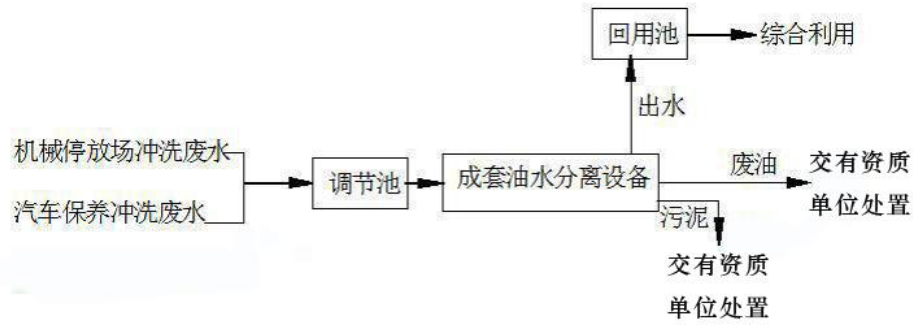 回用池
综合利用
出水
机械停放场冲洗废水
汽车保养冲洗废水
调节池
成套油水分离设备
废油
交有资质
单位处置
污泥
交有资质
单位处置